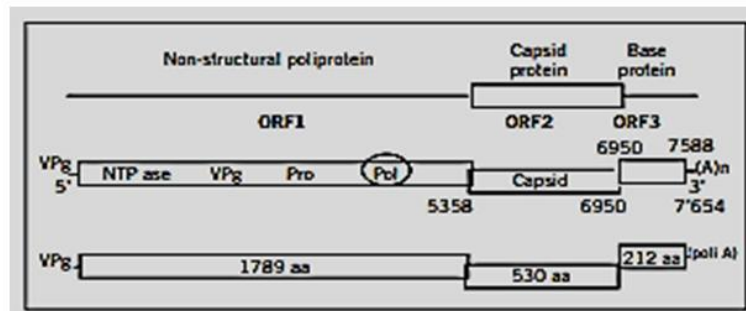 Non-structural poliprotein Capsid protein Base protein
ORF1 ORF2 ORF3
6950 7588
VPg 5' NTP ase VPg Pro Pol Capsid (A)n 3'
5358 6950 7'654
VPg 1789 aa 530 aa 212 aa (poli A)